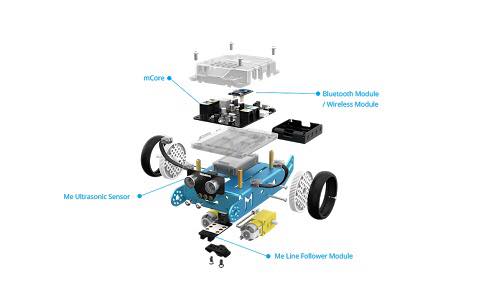 mCore
Bluetooth Module
/ Wireless Module
Me Ultrasonic Sensor
M
Me Line Follower Module